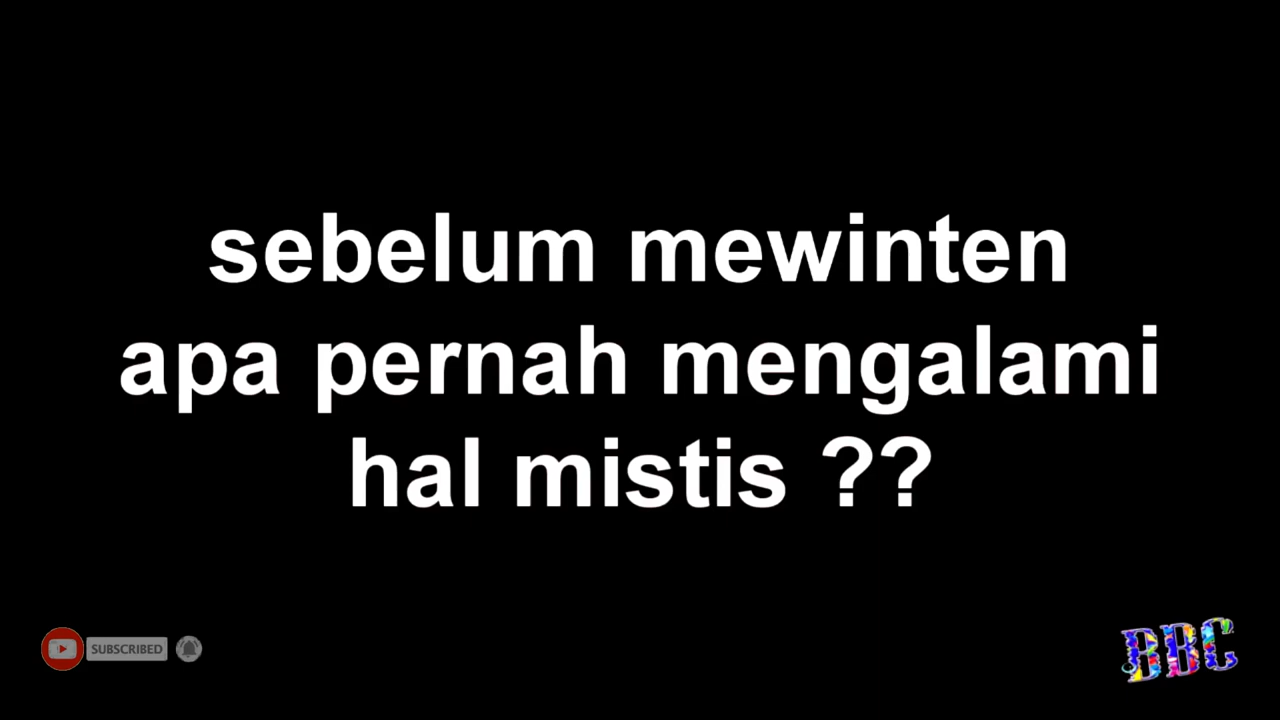 sebelum mewinten
apa pernah mengalami
hal mistis ??
SUBSCRIBED
BBC